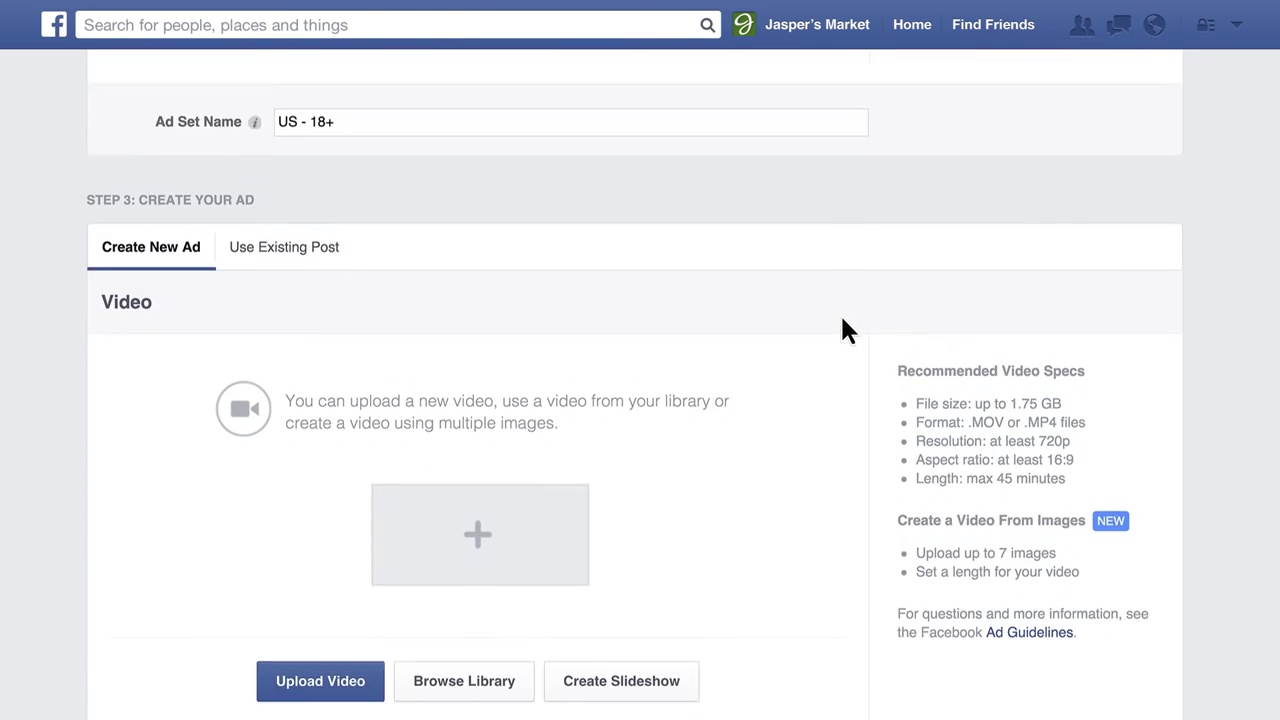 Search for people, places and things
Jasper's Market
Home
Find Friends
Ad Set Name
US - 18+
STEP 3: CREATE YOUR AD
Create New Ad
Use Existing Post
Video
You can upload a new video, use a video from your library or
create a video using multiple images.
Upload Video
Browse Library
Create Slideshow
Recommended Video Specs
File size: up to 1.75 GB
Format: .MOV or .MP4 files
Resolution: at least 720p
Aspect ratio: at least 16:9
Length: max 45 minutes
Create a Video From Images NEW
Upload up to 7 images
Set a length for your video
For questions and more information, see
the Facebook Ad Guidelines.